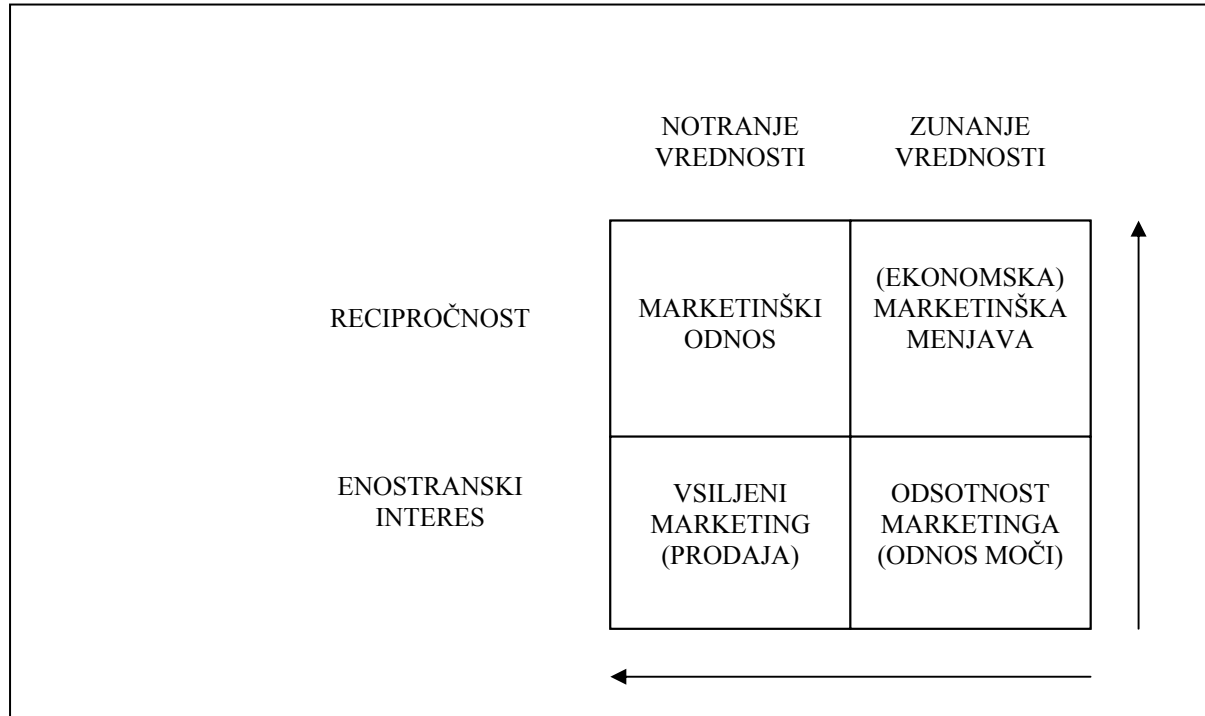 NOTRANJE
VREDNOSTI
ZUNANJE
VREDNOSTI
RECIPROČNOST
MARKETINŠKI
ODNOS
(EKONOMSKA)
MARKETINŠKA
MENJAVA
ENOSTRANSKI
INTERES
VSILJENI
MARKETING
(PRODAJA)
ODSOTNOST
MARKETINGA
(ODNOS MOČI)